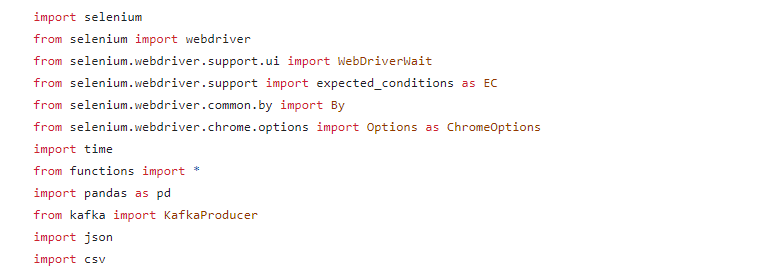 import selenium
from selenium import webdriver
from selenium.webdriver.support.ui import WebDriverWait
from selenium.webdriver.support import expected_conditions as EC
from selenium.webdriver.common.by import By
from selenium.webdriver.chrome.options import Options as ChromeOptions
import time
from functions import *
import pandas as pd
from kafka import KafkaProducer
import json
import csv